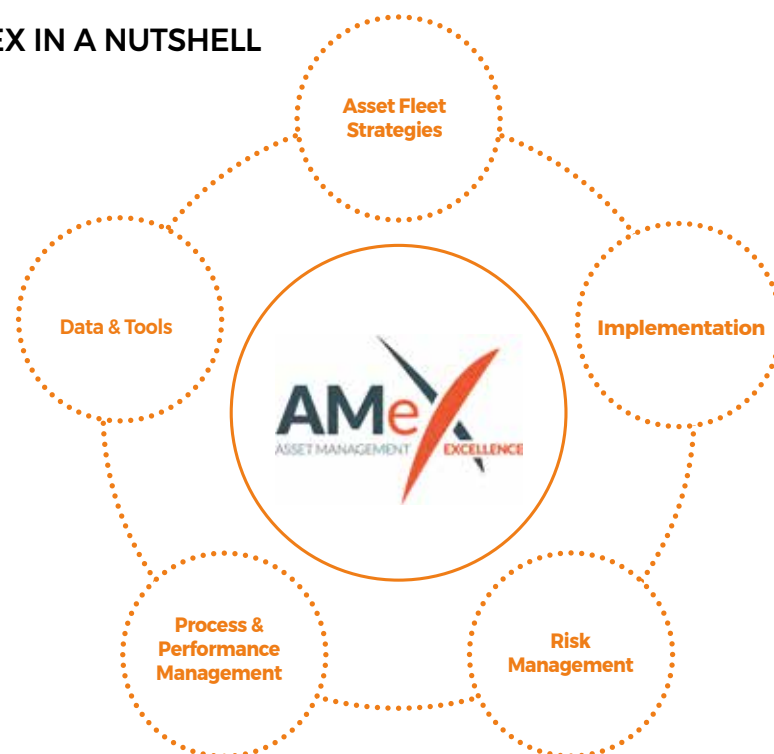 EX IN A NUTSHELL
Asset Fleet
Strategies
Data & Tools
Implementation
AMeX
ASSET MANAGEMENT EXCELLENCE
Process &
Performance
Management
Risk
Management